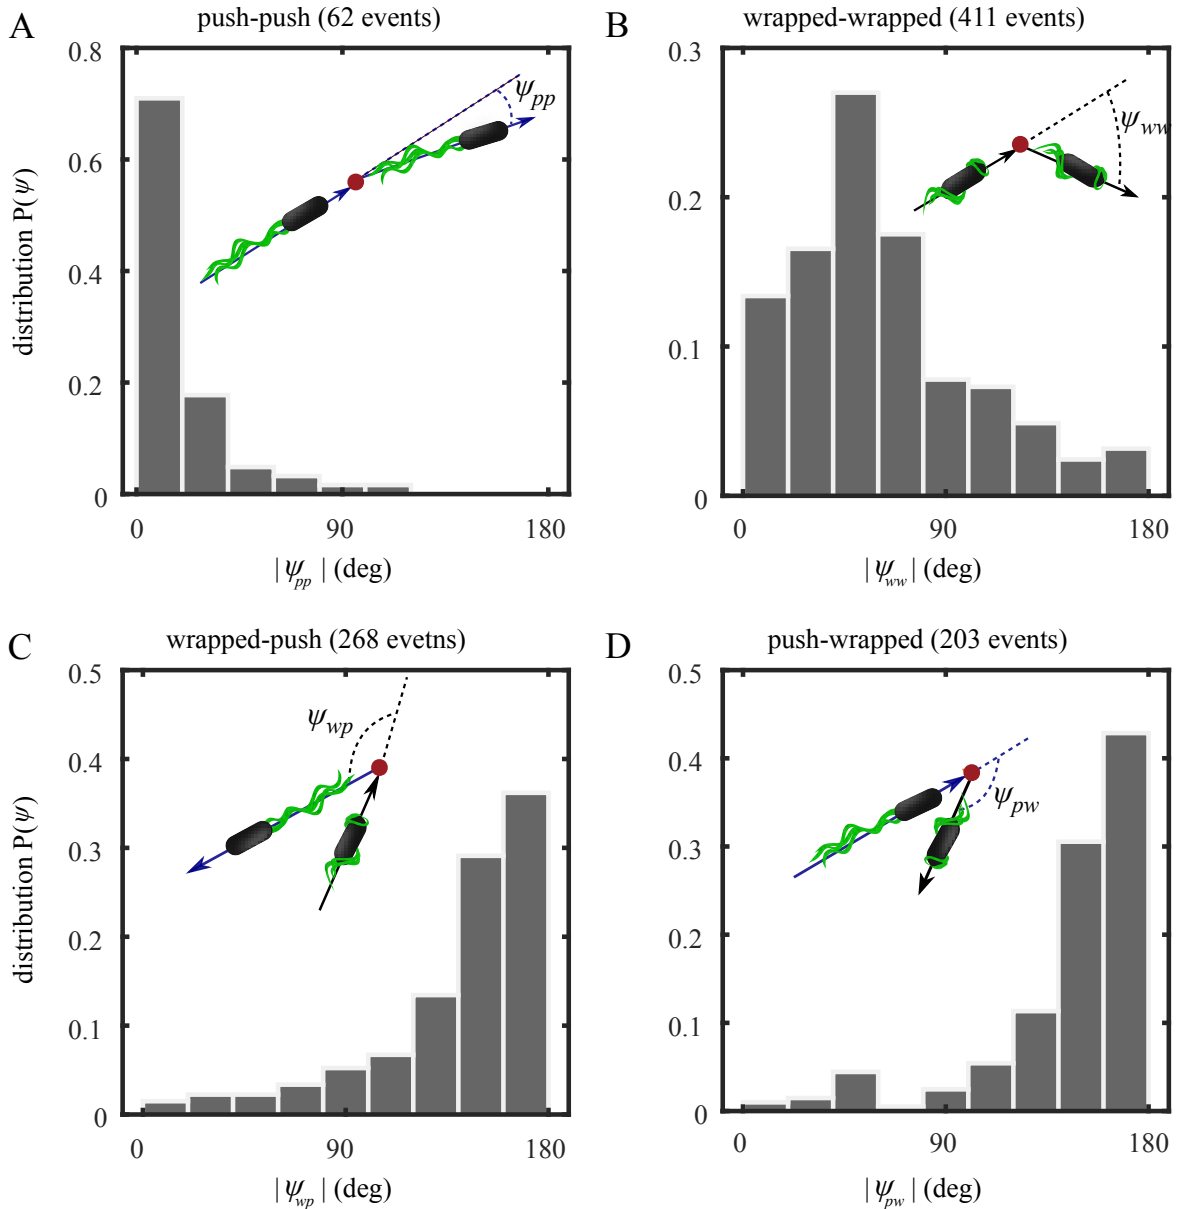 A
push-push (62 events)
0.8
0.6
0.4
0.2
0
distribution P(ψ)
ψpp
0
90
180
|ψpp| (deg)
B
wrapped-wrapped (411 events)
0.3
0.2
0.1
0
ψww
0
90
180
|ψww| (deg)
C
wrapped-push (268 evetns)
0.5
0.4
0.3
0.2
0.1
0
distribution P(ψ)
ψwp
0
90
180
|ψwp| (deg)
D
push-wrapped (203 events)
0.5
0.4
0.3
0.2
0.1
0
ψpw
0
90
180
|ψpw| (deg)